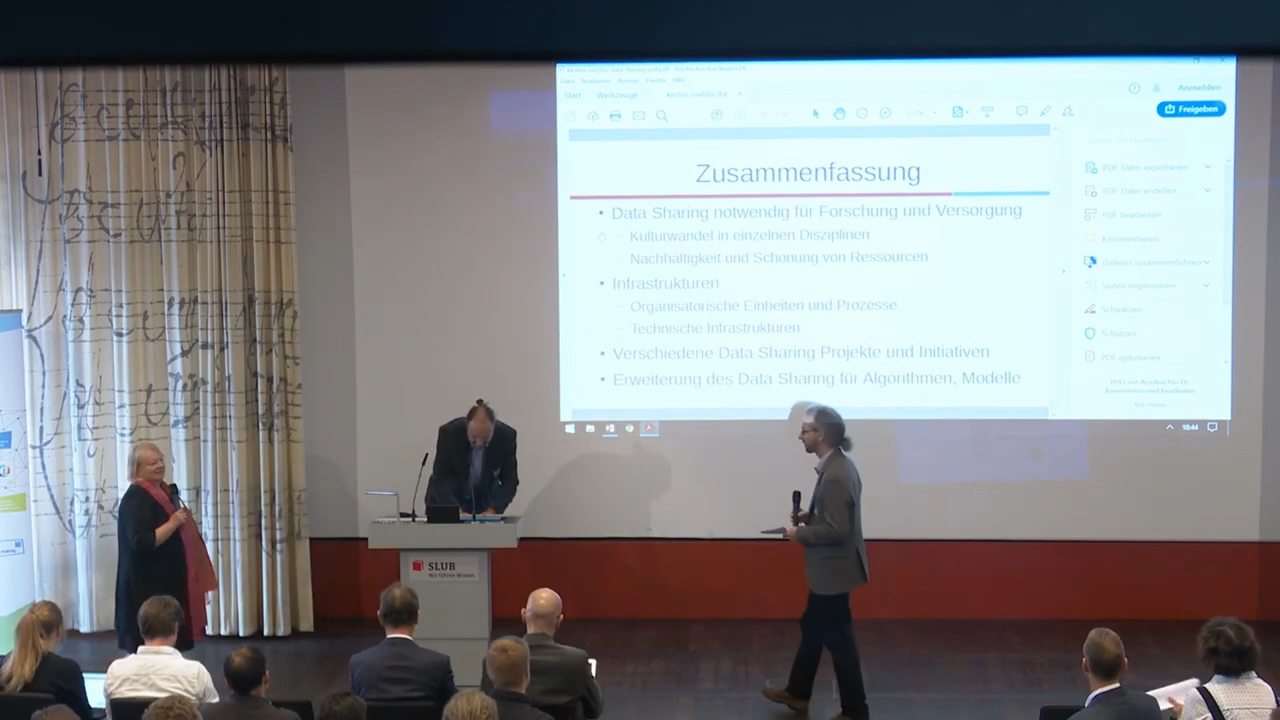 Start Werkzeuge
Anmelden
Freigeben
Zusammenfassung
• Data Sharing notwendig für Forschung und Versorgung
– Kulturwandel in einzelnen Disziplinen
– Nachhaltigkeit und Schonung von Ressourcen
• Infrastrukturen
– Organisatorische Einheiten und Prozesse
– Technische Infrastrukturen
• Verschiedene Data Sharing Projekte und Initiativen
• Erweiterung des Data Sharing für Algorithmen, Modelle
PDF-Datei exportieren
PDF-Datei erstellen
PDF bearbeiten
Kommentieren
Dateien zusammenführen
Seiten organisieren
Schwärzen
Schützen
PDF optimieren
10:44
SLUB
Wir führen Wissen.